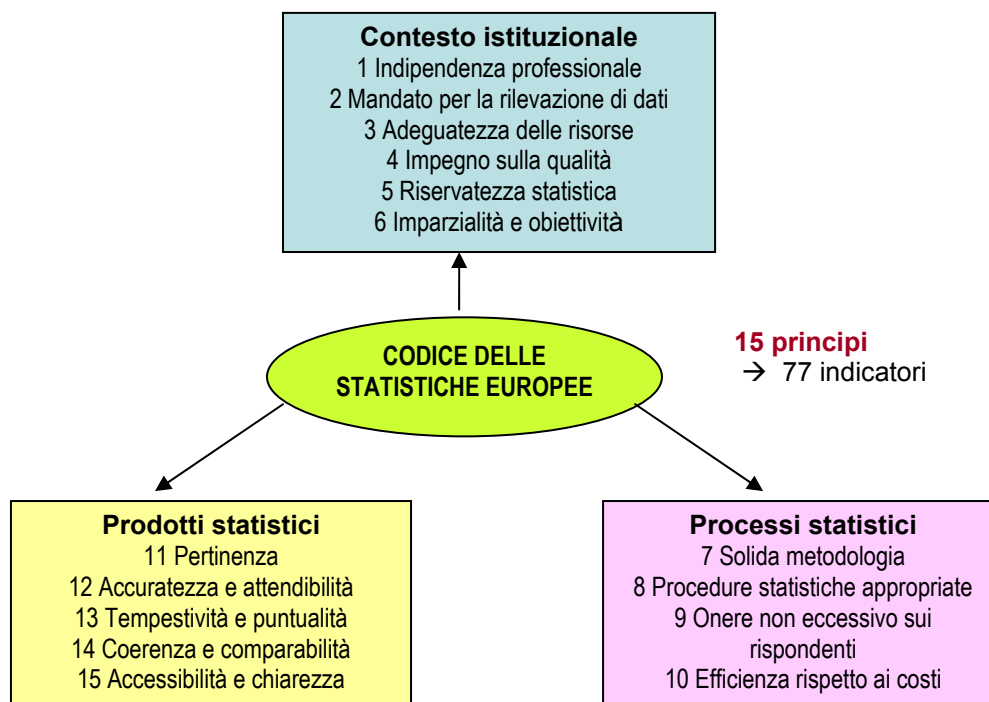 Contesto istituzionale
1 Indipendenza professionale
2 Mandato per la rilevazione di dati
3 Adeguatezza delle risorse
4 Impegno sulla qualità
5 Riservatezza statistica
6 Imparzialità e obiettività
CODICE DELLE
STATISTICHE EUROPEE
15 principi
→ 77 indicatori
Prodotti statistici
11 Pertinenza
12 Accuratezza e attendibilità
13 Tempestività e puntualità
14 Coerenza e comparabilità
15 Accessibilità e chiarezza
Processi statistici
7 Solida metodologia
8 Procedure statistiche appropriate
9 Onere non eccessivo sui
rispondenti
10 Efficienza rispetto ai costi